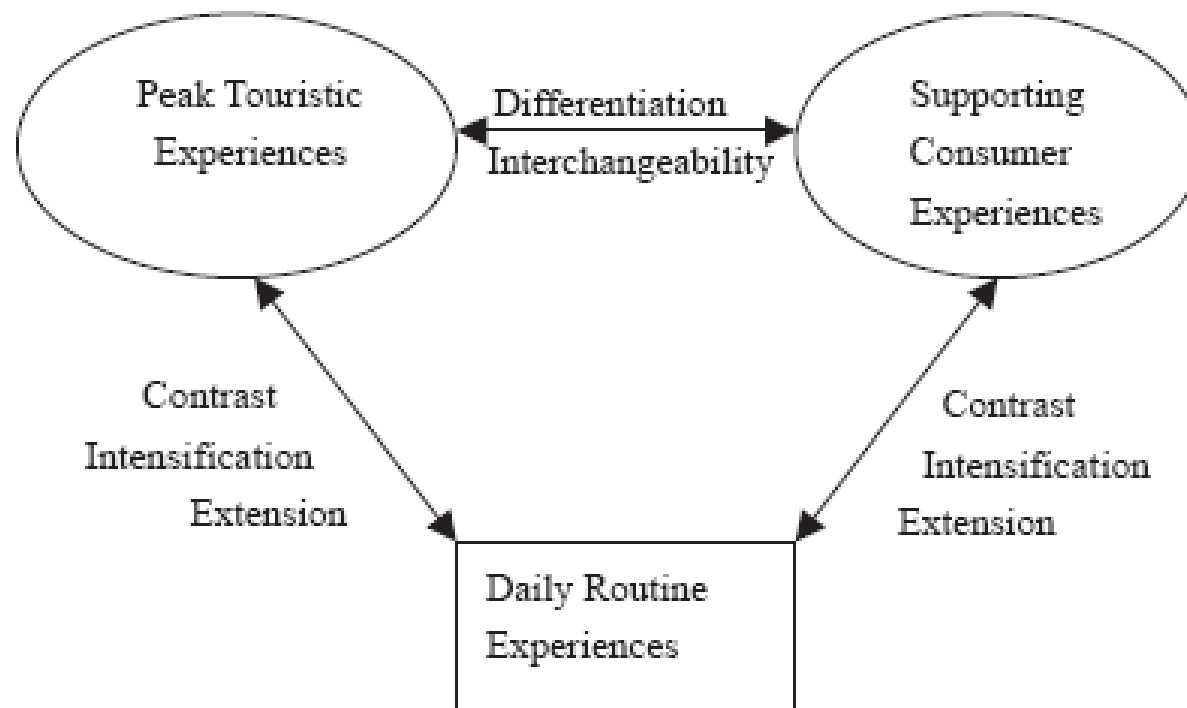 Peak Touristic
Experiences
Differentiation
Interchangeability
Supporting
Consumer
Experiences
Contrast
Intensification
Extension
Contrast
Intensification
Extension
Daily Routine
Experiences